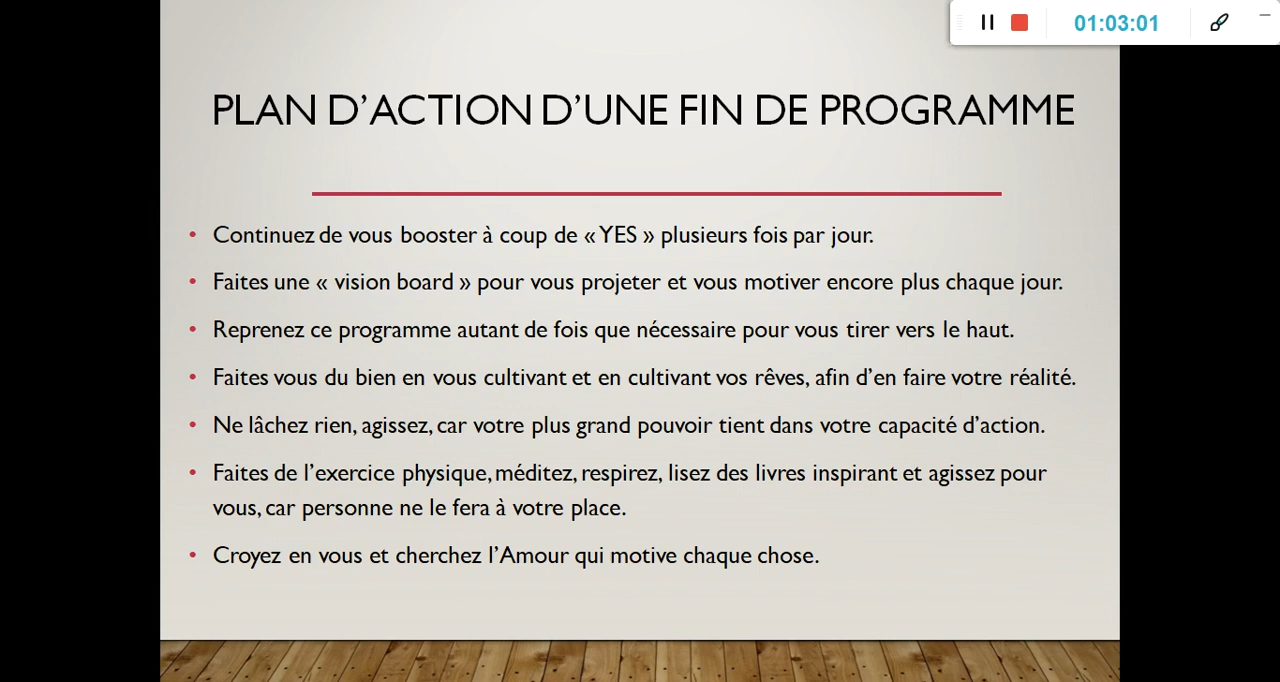 01:03:01
PLAN D’ACTION D’UNE FIN DE PROGRAMME
• Continuez de vous booster à coup de « YES » plusieurs fois par jour.
• Faites une « vision board » pour vous projeter et vous motiver encore plus chaque jour.
• Reprenez ce programme autant de fois que nécessaire pour vous tirer vers le haut.
• Faites vous du bien en vous cultivant et en cultivant vos rêves, afin d’en faire votre réalité.
• Ne lâchez rien, agissez, car votre plus grand pouvoir tient dans votre capacité d’action.
• Faites de l’exercice physique, méditez, respirez, lisez des livres inspirant et agissez pour
vous, car personne ne le fera à votre place.
• Croyez en vous et cherchez l’Amour qui motive chaque chose.